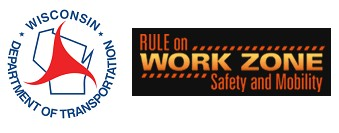 WISCONSIN
DEPARTMENT OF TRANSPORTATION
RULE on
WORK ZONE
Safety and Mobility